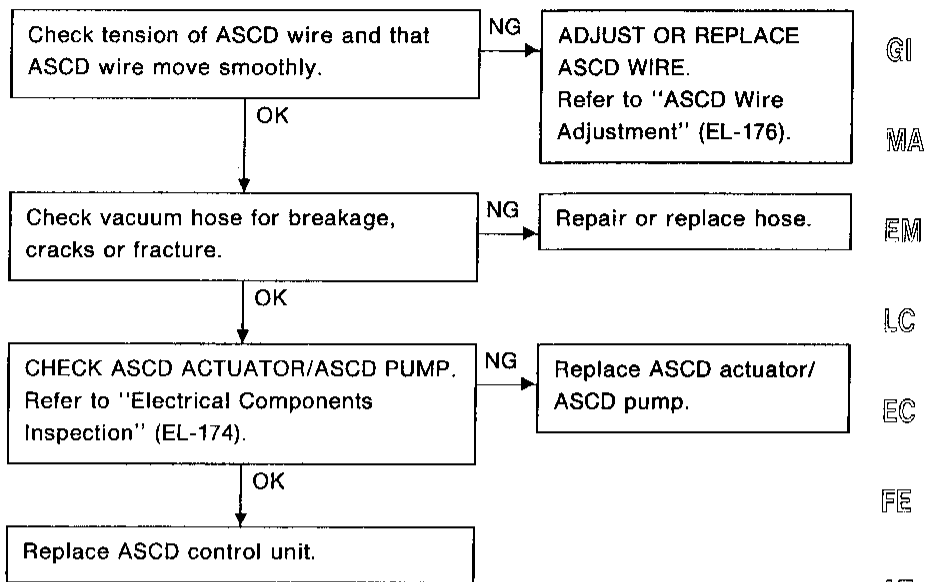 Check tension of ASCD wire and that
ASCD wire move smoothly.
NG
ADJUST OR REPLACE
ASCD WIRE.
Refer to "ASCD Wire
Adjustment" (EL-176).
GI
MA
OK
Check vacuum hose for breakage,
cracks or fracture.
NG
Repair or replace hose.
EM
OK
LC
CHECK ASCD ACTUATOR/ASCD PUMP.
Refer to "Electrical Components
Inspection" (EL-174).
NG
Replace ASCD actuator/
ASCD pump.
EC
OK
FE
Replace ASCD control unit.